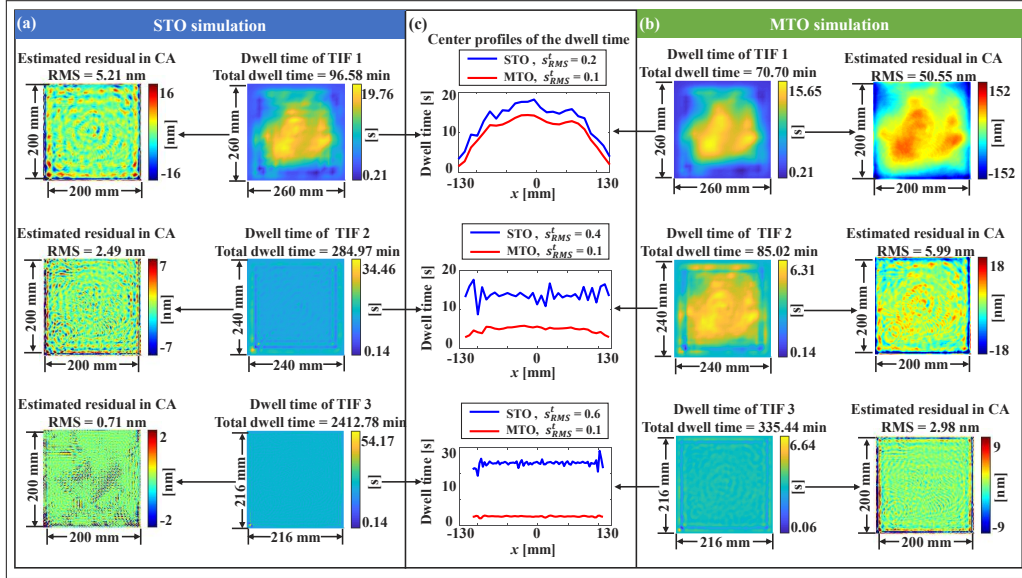 (a) STO simulation
Estimated residual in CA
RMS = 5.21 nm
200 mm
200 mm
16
[nm]
-16
Dwell time of TIF 1
Total dwell time = 96.58 min
260 mm
260 mm
19.76
[s]
0.21
Estimated residual in CA
RMS = 2.49 nm
200 mm
200 mm
7
[nm]
-7
Dwell time of TIF 2
Total dwell time = 284.97 min
240 mm
240 mm
34.46
[s]
0.14
Estimated residual in CA
RMS = 0.71 nm
200 mm
200 mm
2
[nm]
-2
Dwell time of TIF 3
Total dwell time = 2412.78 min
216 mm
216 mm
54.17
[s]
0.14
(c)
Center profiles of the dwell time
STO , s^t_RMS = 0.2
MTO, s^t_RMS = 0.1
Dwell time [s]
20
10
0
-130 0 130
x [mm]
STO , s^t_RMS = 0.4
MTO, s^t_RMS = 0.1
Dwell time [s]
20
10
0
-130 0 130
x [mm]
STO , s^t_RMS = 0.6
MTO, s^t_RMS = 0.1
Dwell time [s]
30
20
10
0
-130 0 130
x [mm]
(b) MTO simulation
Dwell time of TIF 1
Total dwell time = 70.70 min
260 mm
260 mm
15.65
[s]
0.21
Estimated residual in CA
RMS = 50.55 nm
200 mm
200 mm
152
[nm]
-152
Dwell time of TIF 2
Total dwell time = 85.02 min
240 mm
240 mm
6.31
[s]
0.14
Estimated residual in CA
RMS = 5.99 nm
200 mm
200 mm
18
[nm]
-18
Dwell time of TIF 3
Total dwell time = 335.44 min
216 mm
216 mm
6.64
[s]
0.06
Estimated residual in CA
RMS = 2.98 nm
200 mm
200 mm
9
[nm]
-9